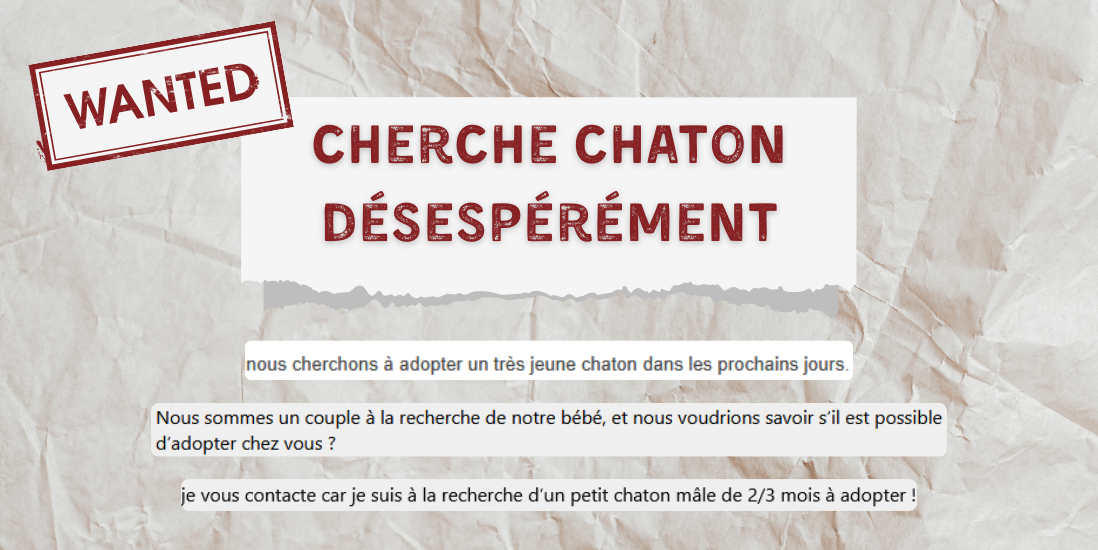 WANTED
CHERCHE CHATON
DÉSESPÉRÉMENT
nous cherchons à adopter un très jeune chaton dans les prochains jours.
Nous sommes un couple à la recherche de notre bébé, et nous voudrions savoir s'il est possible
d'adopter chez vous ?
je vous contacte car je suis à la recherche d'un petit chaton mâle de 2/3 mois à adopter !